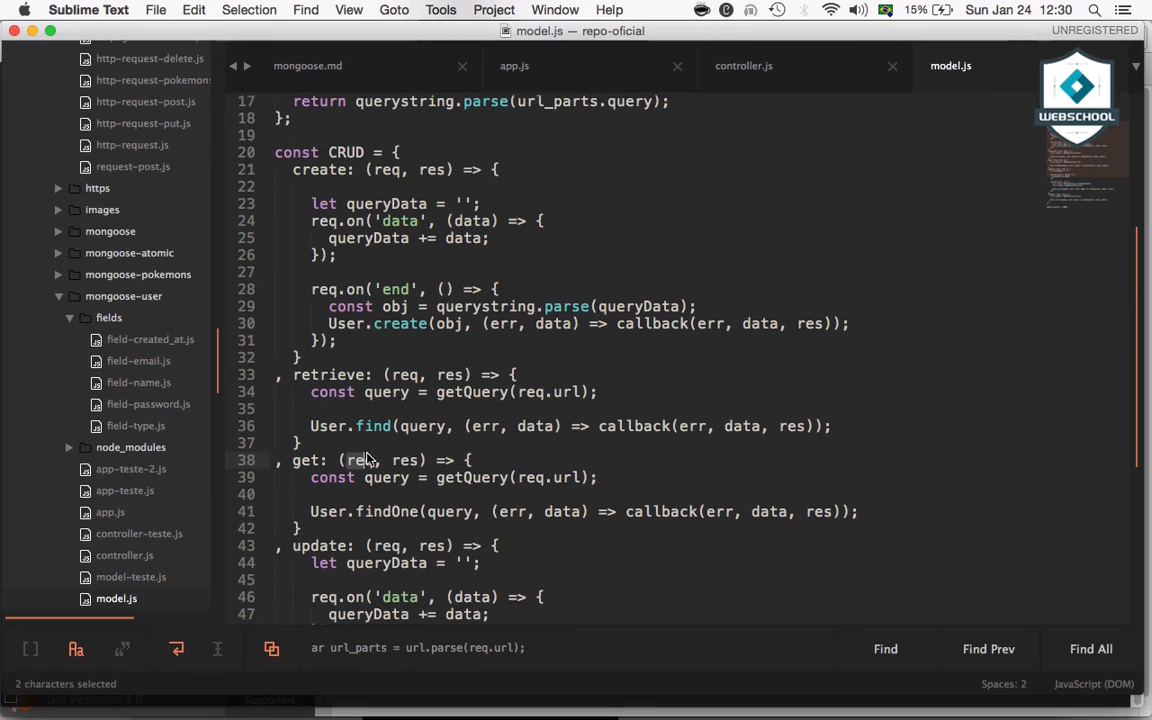 Sublime Text File Edit Selection Find View Goto Tools Project Window Help 15% Sun Jan 24 12:30
model.js — repo-oficial UNREGISTERED
mongoose.md app.js controller.js model.js
WEBSCHOOL
http-request-delete.js
http-request-pokemons
http-request-post.js
http-request-put.js
http-request.js
request-post.js
https
images
mongoose
mongoose-atomic
mongoose-pokemons
mongoose-user
fields
field-created_at.js
field-email.js
field-name.js
field-password.js
field-type.js
node_modules
app-teste-2.js
app-teste.js
app.js
controller-teste.js
controller.js
model-teste.js
model.js
17 return querystring.parse(url_parts.query);
18 };
19
20 const CRUD = {
21 create: (req, res) => {
22
23 let queryData = '';
24 req.on('data', (data) => {
25 queryData += data;
26 });
27
28 req.on('end', () => {
29 const obj = querystring.parse(queryData);
30 User.create(obj, (err, data) => callback(err, data, res));
31 });
32 }
33 , retrieve: (req, res) => {
34 const query = getQuery(req.url);
35
36 User.find(query, (err, data) => callback(err, data, res));
37 }
38 , get: (re, res) => {
39 const query = getQuery(req.url);
40
41 User.findOne(query, (err, data) => callback(err, data, res));
42 }
43 , update: (req, res) => {
44 let queryData = '';
45
46 req.on('data', (data) => {
47 queryData += data;
ar url_parts = url.parse(req.url);
Find Find Prev Find All
2 characters selected Spaces: 2 JavaScript (DOM)
Get Postman 3.0 Supporters